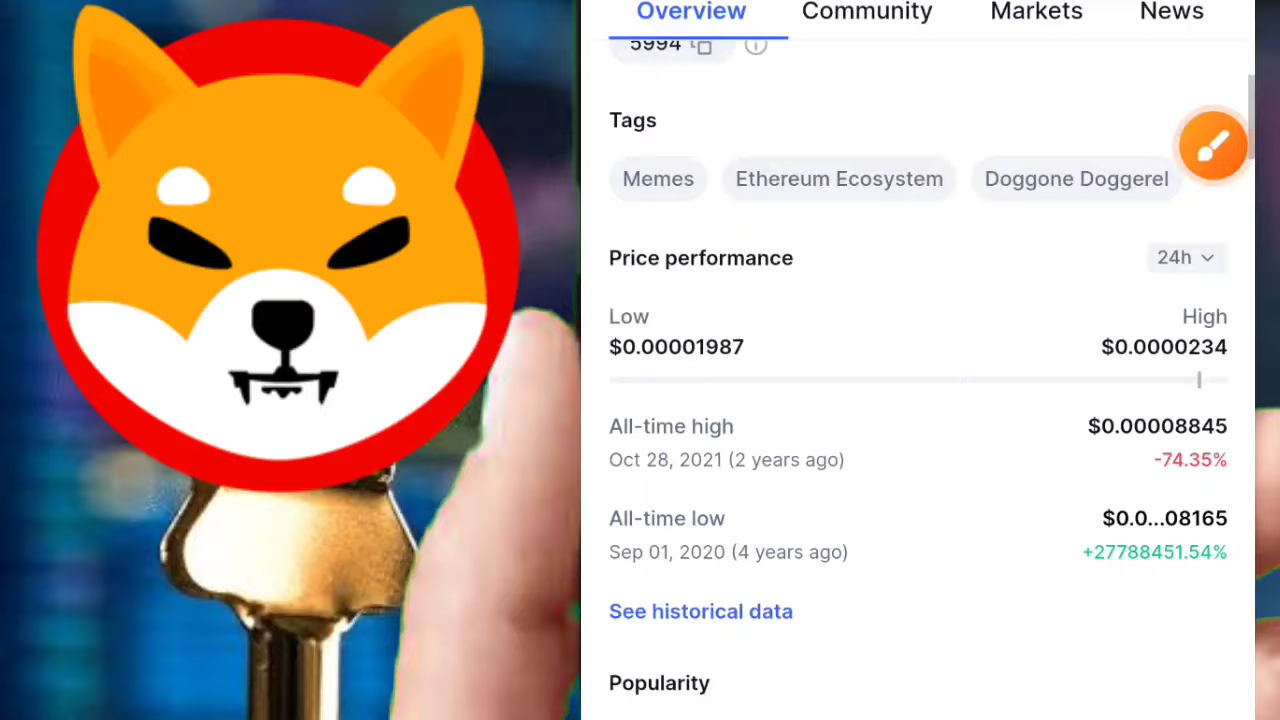 Overview Community Markets News
5994
Tags
Memes Ethereum Ecosystem Doggone Doggerel
Price performance 24h
Low High
$0.00001987 $0.0000234
All-time high $0.00008845
Oct 28, 2021 (2 years ago) -74.35%
All-time low $0.0...08165
Sep 01, 2020 (4 years ago) +27788451.54%
See historical data
Popularity